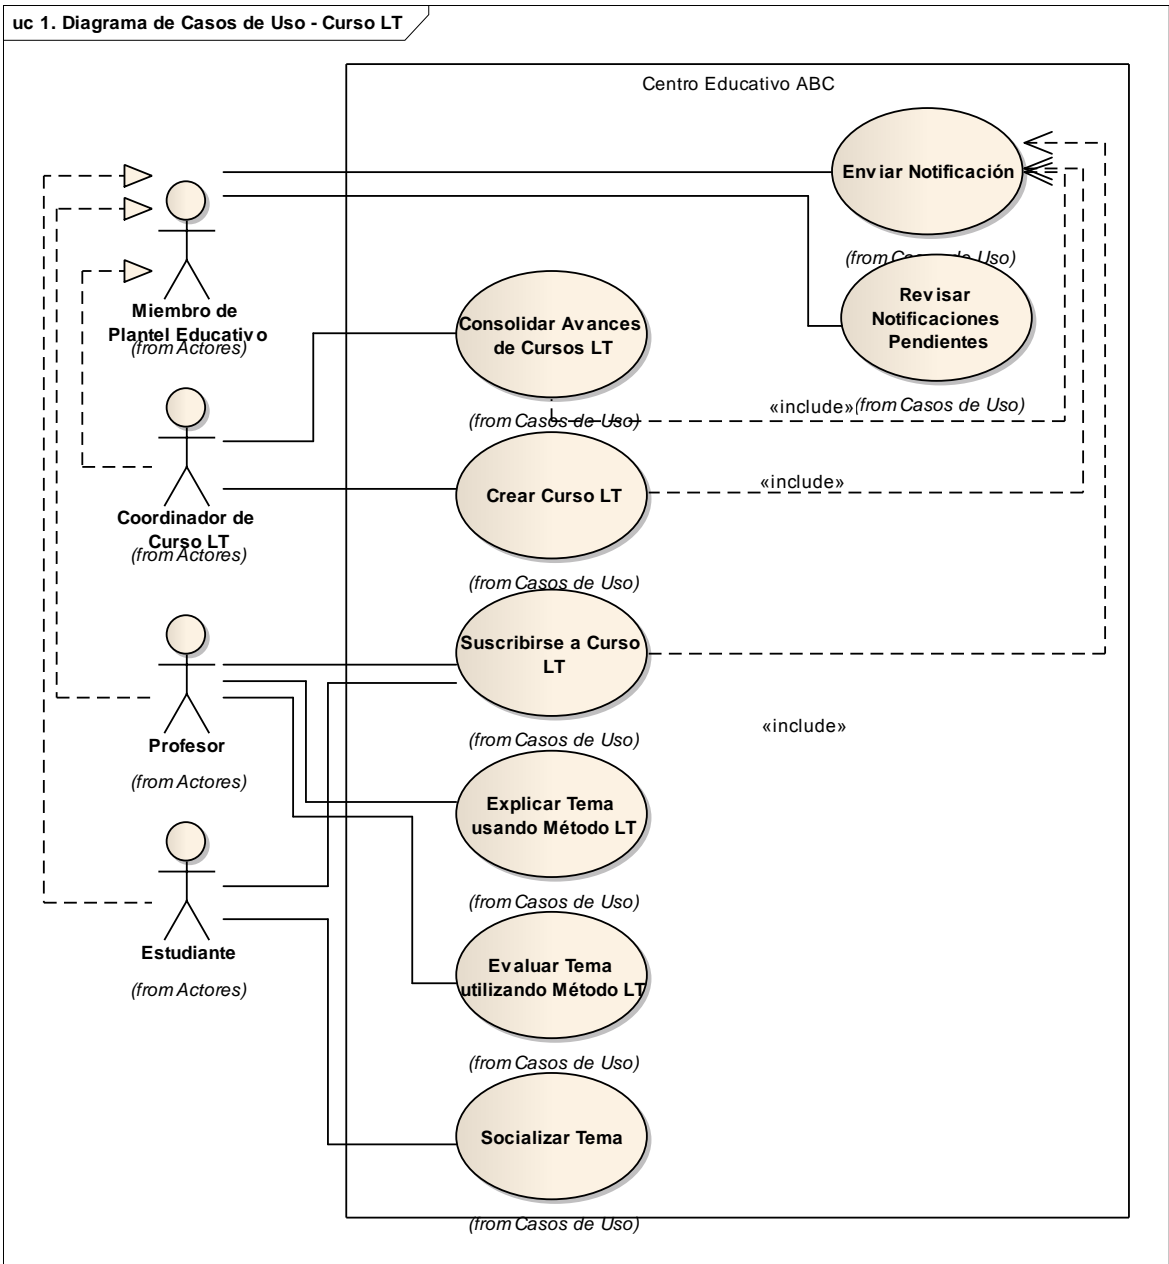 uc 1. Diagrama de Casos de Uso - Curso LT
Centro Educativo ABC
Enviar Notificación
(from Casos de Uso)
Revisar
Notificaciones
Pendientes
(from Casos de Uso)
Miembro de
Plantel Educativo
(from Actores)
Consolidar Avances
de Cursos LT
(from Casos de Uso)
«include»
Coordinador de
Curso LT
(from Actores)
Crear Curso LT
(from Casos de Uso)
«include»
Profesor
(from Actores)
Suscribirse a Curso
LT
(from Casos de Uso)
«include»
Explicar Tema
usando Método LT
(from Casos de Uso)
Estudiante
(from Actores)
Evaluar Tema
utilizando Método LT
(from Casos de Uso)
Socializar Tema
(from Casos de Uso)